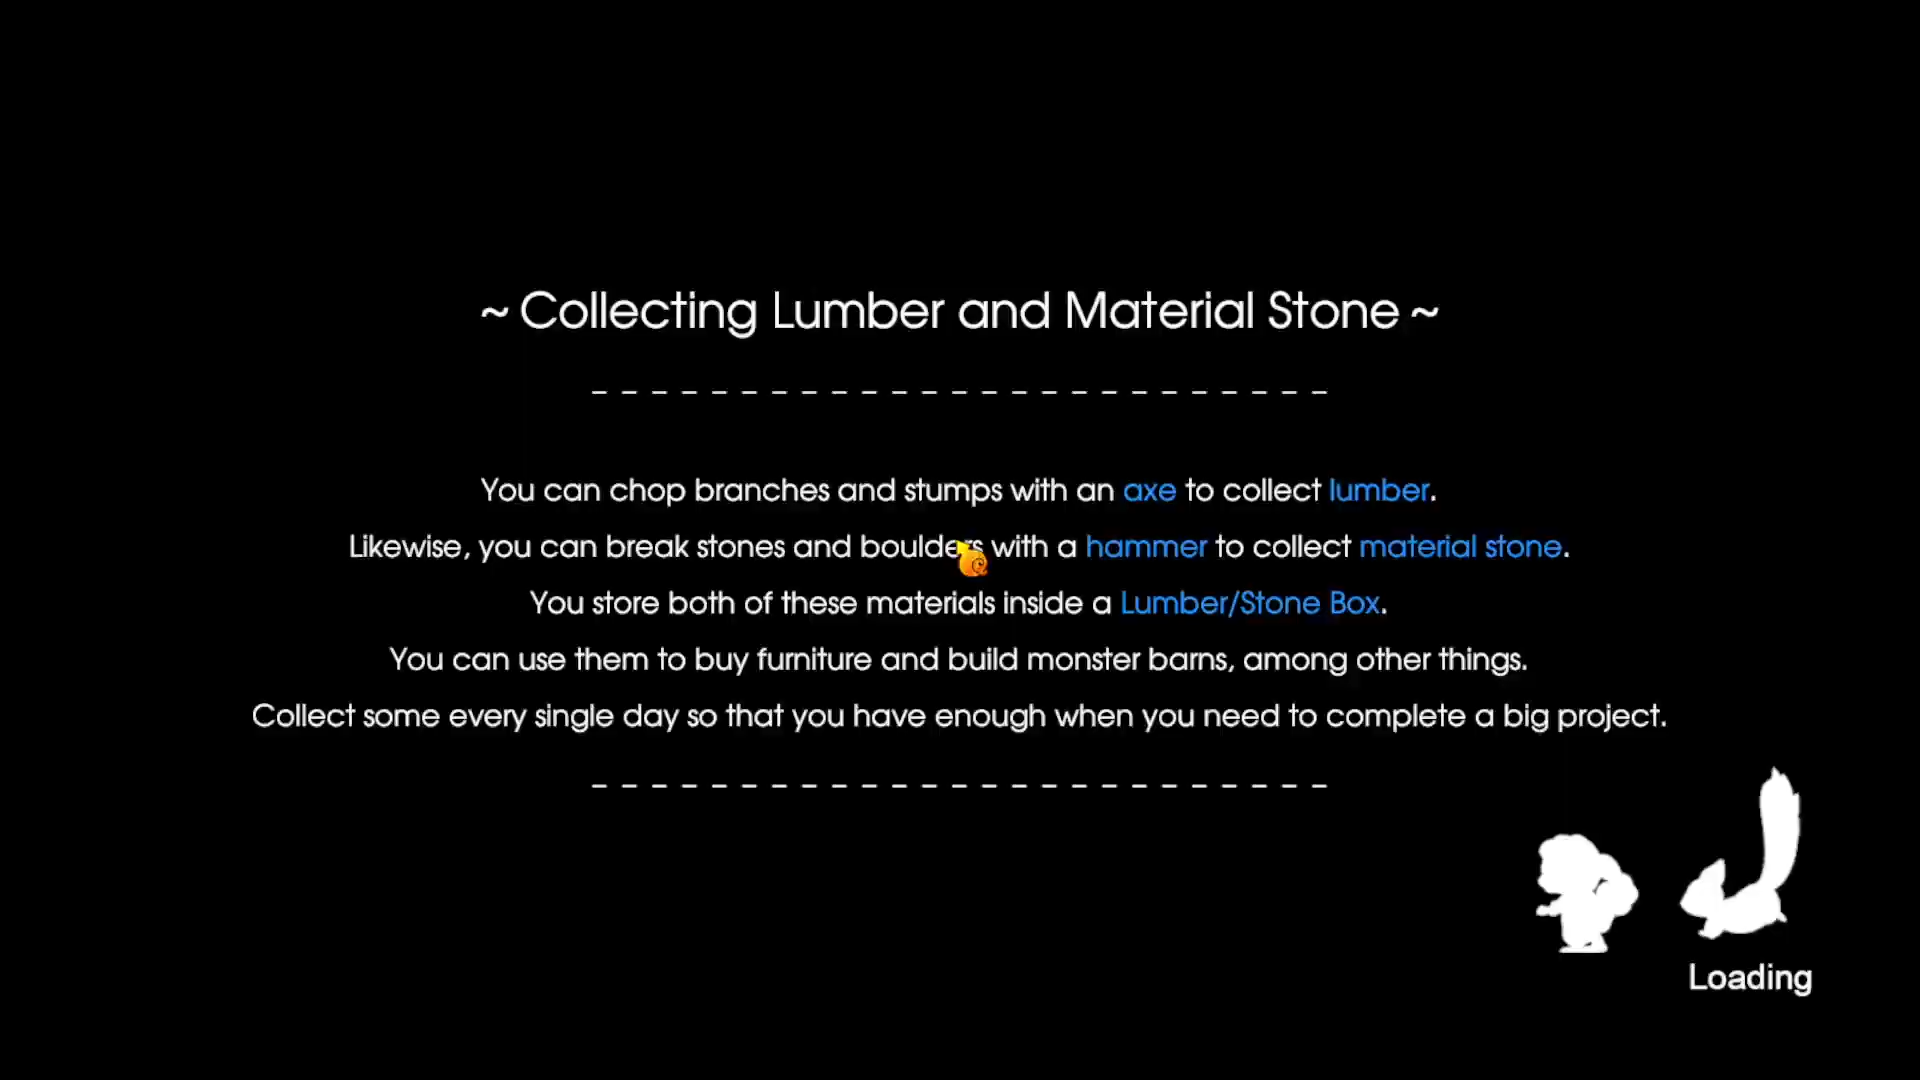 ~ Collecting Lumber and Material Stone ~
- - - - - - - - - - - - - - - - - - - - - - - - -
You can chop branches and stumps with an axe to collect lumber.
Likewise, you can break stones and boulders with a hammer to collect material stone.
You store both of these materials inside a Lumber/Stone Box.
You can use them to buy furniture and build monster barns, among other things.
Collect some every single day so that you have enough when you need to complete a big project.
- - - - - - - - - - - - - - - - - - - - - - - - -
Loading